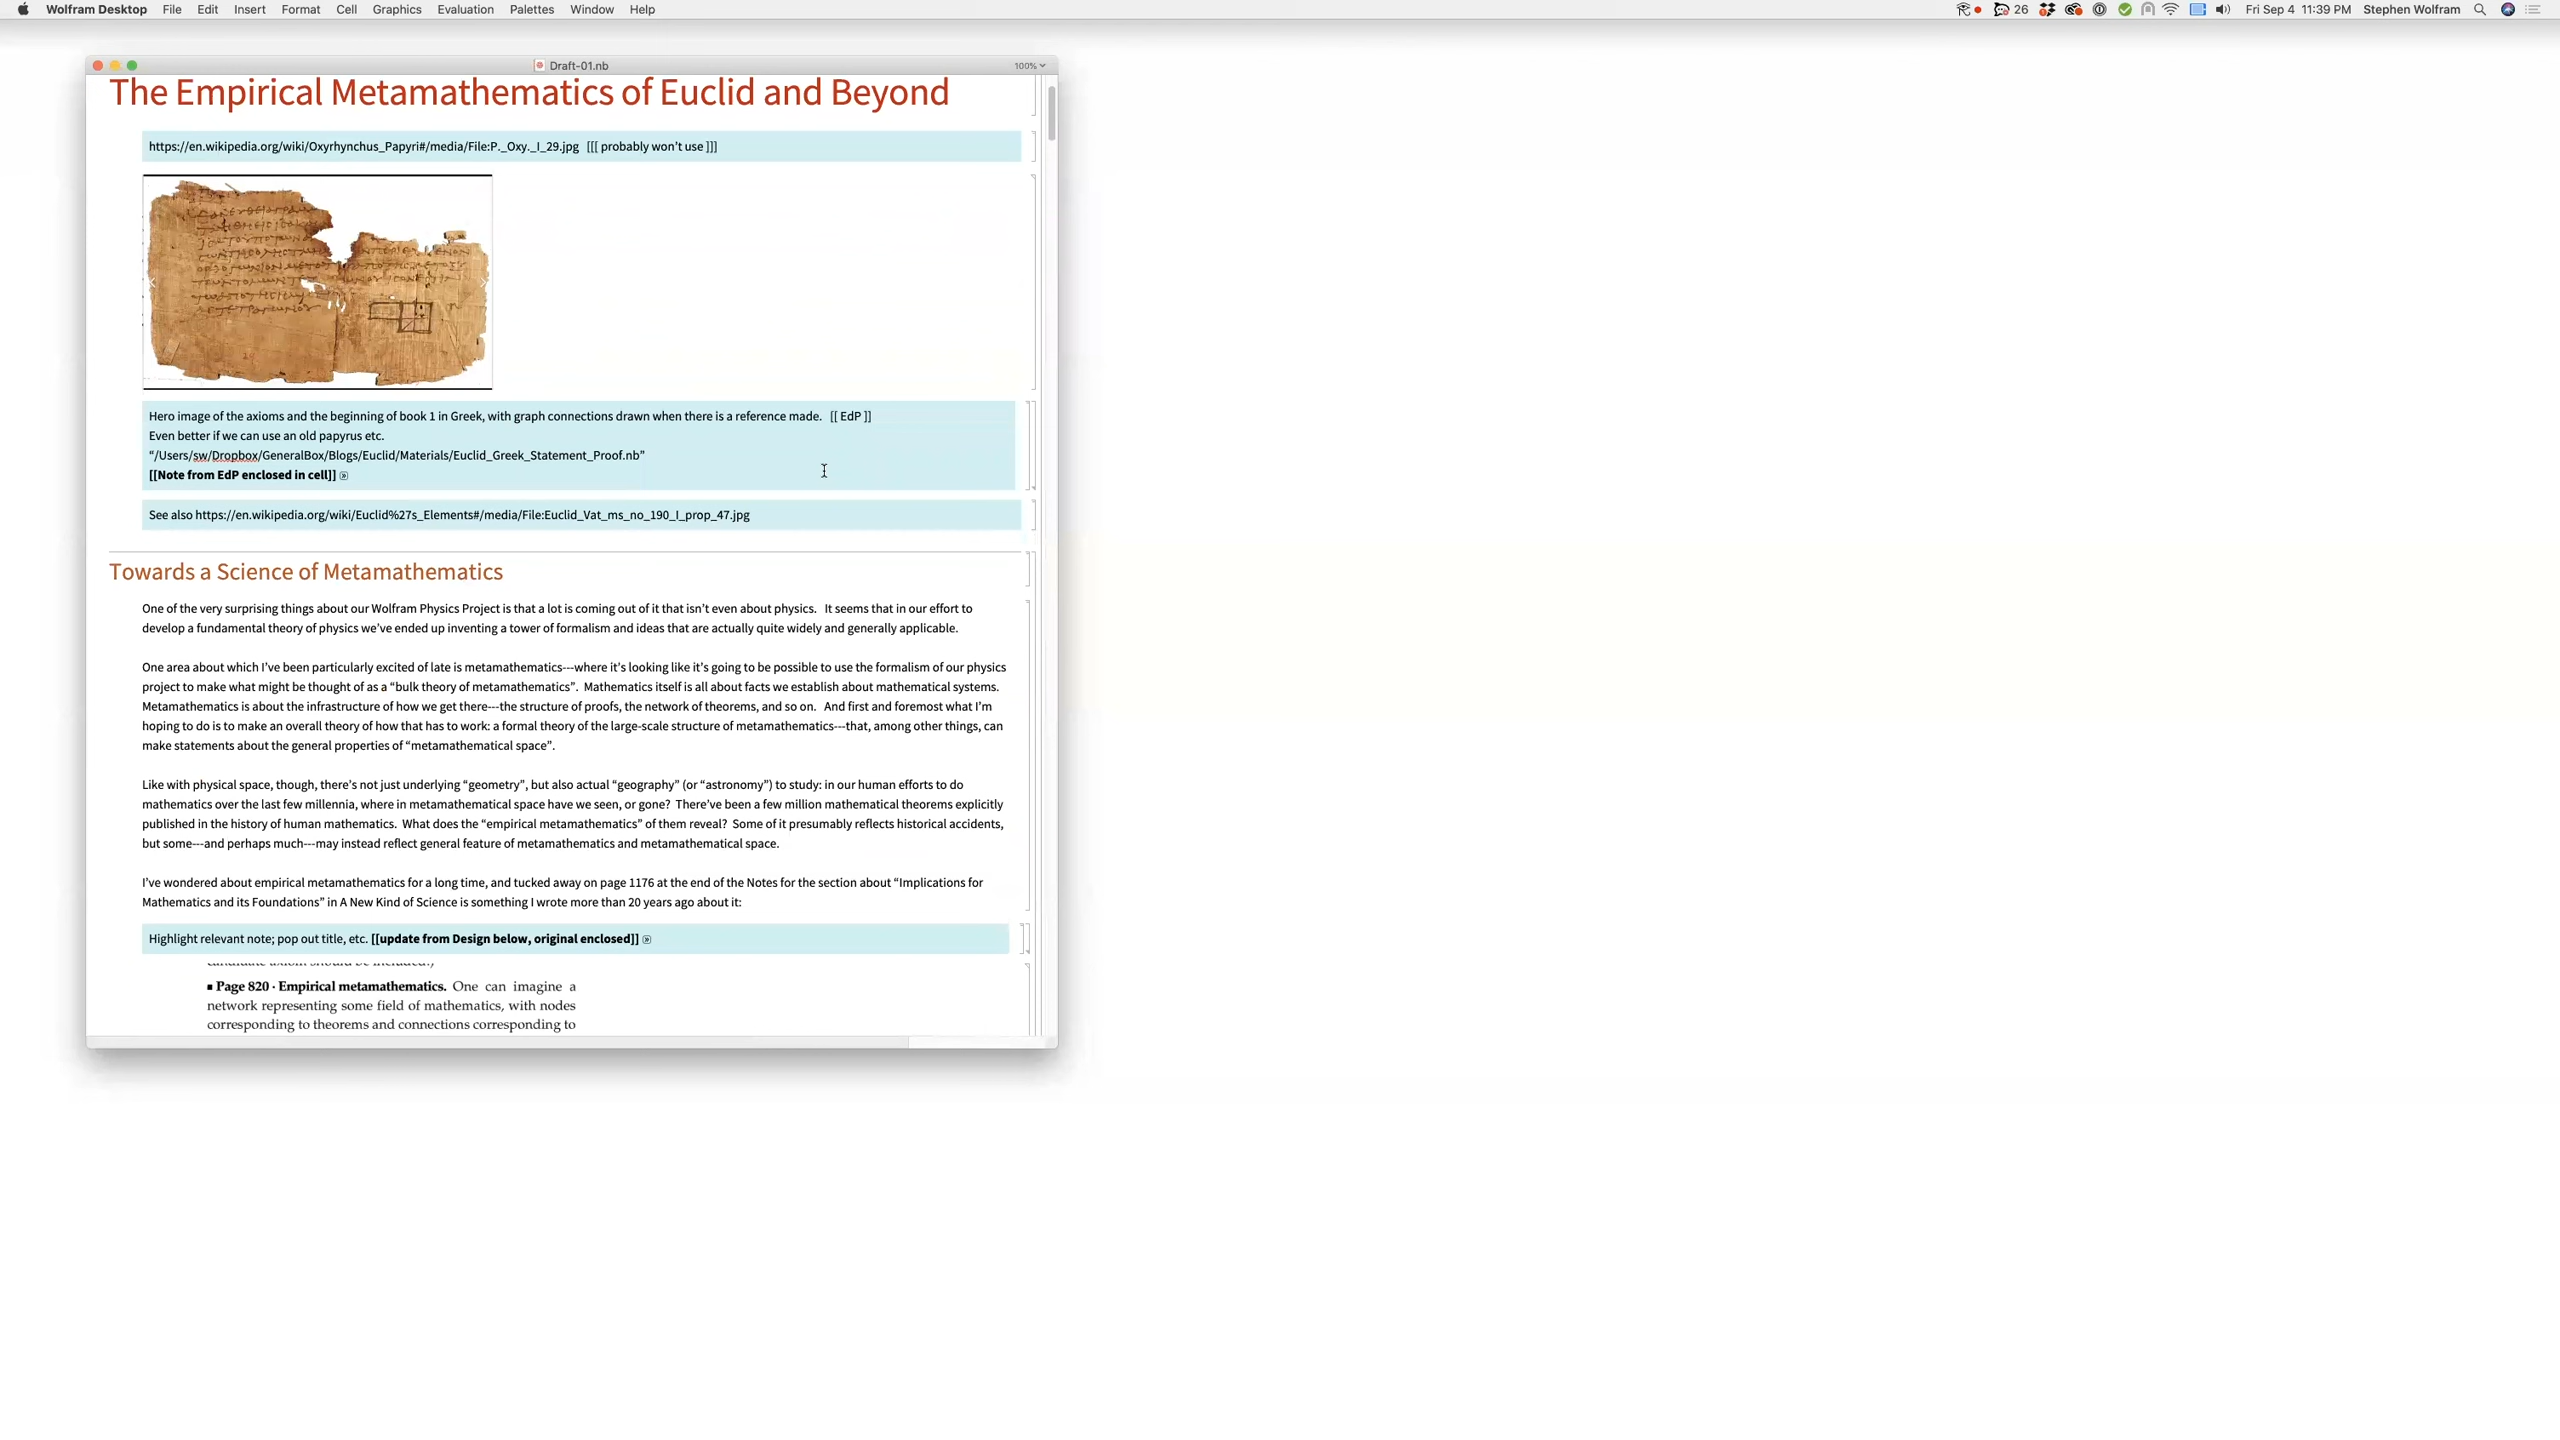 Wolfram Desktop File Edit Insert Format Cell Graphics Evaluation Palettes Window Help 26 Fri Sep 4 11:39 PM Stephen Wolfram
Draft-01.nb 100%
The Empirical Metamathematics of Euclid and Beyond
https://en.wikipedia.org/wiki/Oxyrhynchus_Papyri#/media/File:P._Oxy._I_29.jpg [[[ probably won't use ]]]
Hero image of the axioms and the beginning of book 1 in Greek, with graph connections drawn when there is a reference made. [[ EdP ]]
Even better if we can use an old papyrus etc.
“/Users/sw/Dropbox/GeneralBox/Blogs/Euclid/Materials/Euclid_Greek_Statement_Proof.nb”
[[Note from EdP enclosed in cell]]
See also https://en.wikipedia.org/wiki/Euclid%27s_Elements#/media/File:Euclid_Vat_ms_no_190_I_prop_47.jpg
Towards a Science of Metamathematics
One of the very surprising things about our Wolfram Physics Project is that a lot is coming out of it that isn't even about physics. It seems that in our effort to
develop a fundamental theory of physics we've ended up inventing a tower of formalism and ideas that are actually quite widely and generally applicable.
One area about which I've been particularly excited of late is metamathematics---where it's looking like it's going to be possible to use the formalism of our physics
project to make what might be thought of as a “bulk theory of metamathematics”. Mathematics itself is all about facts we establish about mathematical systems.
Metamathematics is about the infrastructure of how we get there---the structure of proofs, the network of theorems, and so on. And first and foremost what I'm
hoping to do is to make an overall theory of how that has to work: a formal theory of the large-scale structure of metamathematics---that, among other things, can
make statements about the general properties of “metamathematical space”.
Like with physical space, though, there's not just underlying “geometry”, but also actual “geography” (or “astronomy”) to study: in our human efforts to do
mathematics over the last few millennia, where in metamathematical space have we seen, or gone? There've been a few million mathematical theorems explicitly
published in the history of human mathematics. What does the “empirical metamathematics” of them reveal? Some of it presumably reflects historical accidents,
but some---and perhaps much---may instead reflect general feature of metamathematics and metamathematical space.
I've wondered about empirical metamathematics for a long time, and tucked away on page 1176 at the end of the Notes for the section about “Implications for
Mathematics and its Foundations” in A New Kind of Science is something I wrote more than 20 years ago about it:
Highlight relevant note; pop out title, etc. [[update from Design below, original enclosed]]
candidate axiom should be included.)
▪ Page 820 · Empirical metamathematics. One can imagine a
network representing some field of mathematics, with nodes
corresponding to theorems and connections corresponding to